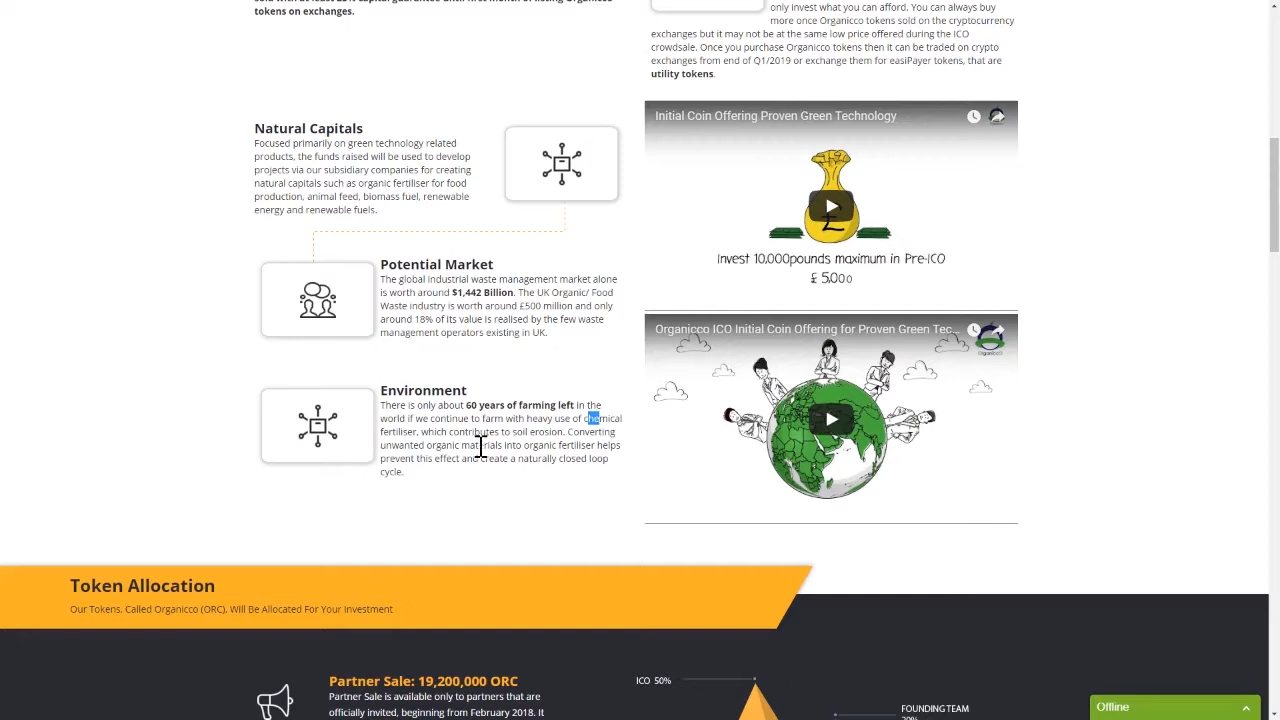 sold with at least 25% capital guarantee until first month of listing Organicco
tokens on exchanges.
only invest what you can afford. You can always buy
more once Organicco tokens sold on the cryptocurrency
exchanges but it may not be at the same low price offered during the ICO
crowdsale. Once you purchase Organicco tokens then it can be traded on crypto
exchanges from end of Q1/2019 or exchange them for easiPayer tokens, that are
utility tokens.
Natural Capitals
Focused primarily on green technology related
products, the funds raised will be used to develop
projects via our subsidiary companies for creating
natural capitals such as organic fertiliser for food
production, animal feed, biomass fuel, renewable
energy and renewable fuels.
Potential Market
The global industrial waste management market alone
is worth around $1,442 Billion. The UK Organic/ Food
Waste industry is worth around £500 million and only
around 18% of its value is realised by the few waste
management operators existing in UK.
Environment
There is only about 60 years of farming left in the
world if we continue to farm with heavy use of chemical
fertiliser, which contributes to soil erosion. Converting
unwanted organic materials into organic fertiliser helps
prevent this effect and create a naturally closed loop
cycle.
Initial Coin Offering Proven Green Technology
£
Invest 10,000pounds maximum in Pre-ICO
£ 5,000
Organicco ICO Initial Coin Offering for Proven Green Tec...
Token Allocation
Our Tokens, Called Organicco (ORC), Will Be Allocated For Your Investment
Partner Sale: 19,200,000 ORC
Partner Sale is available only to partners that are
officially invited, beginning from February 2018. It
ICO 50%
FOUNDING TEAM
20%
Offline